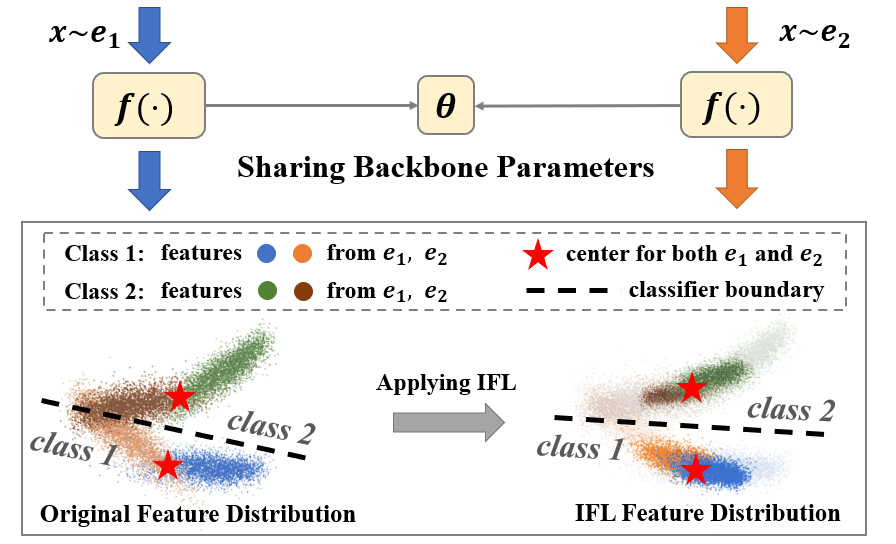 x~e₁
x~e₂
f(·)
θ
f(·)
Sharing Backbone Parameters
Class 1: features from e₁, e₂
center for both e₁ and e₂
Class 2: features from e₁, e₂
classifier boundary
Applying IFL
class 1
class 2
class 1
class 2
Original Feature Distribution
IFL Feature Distribution